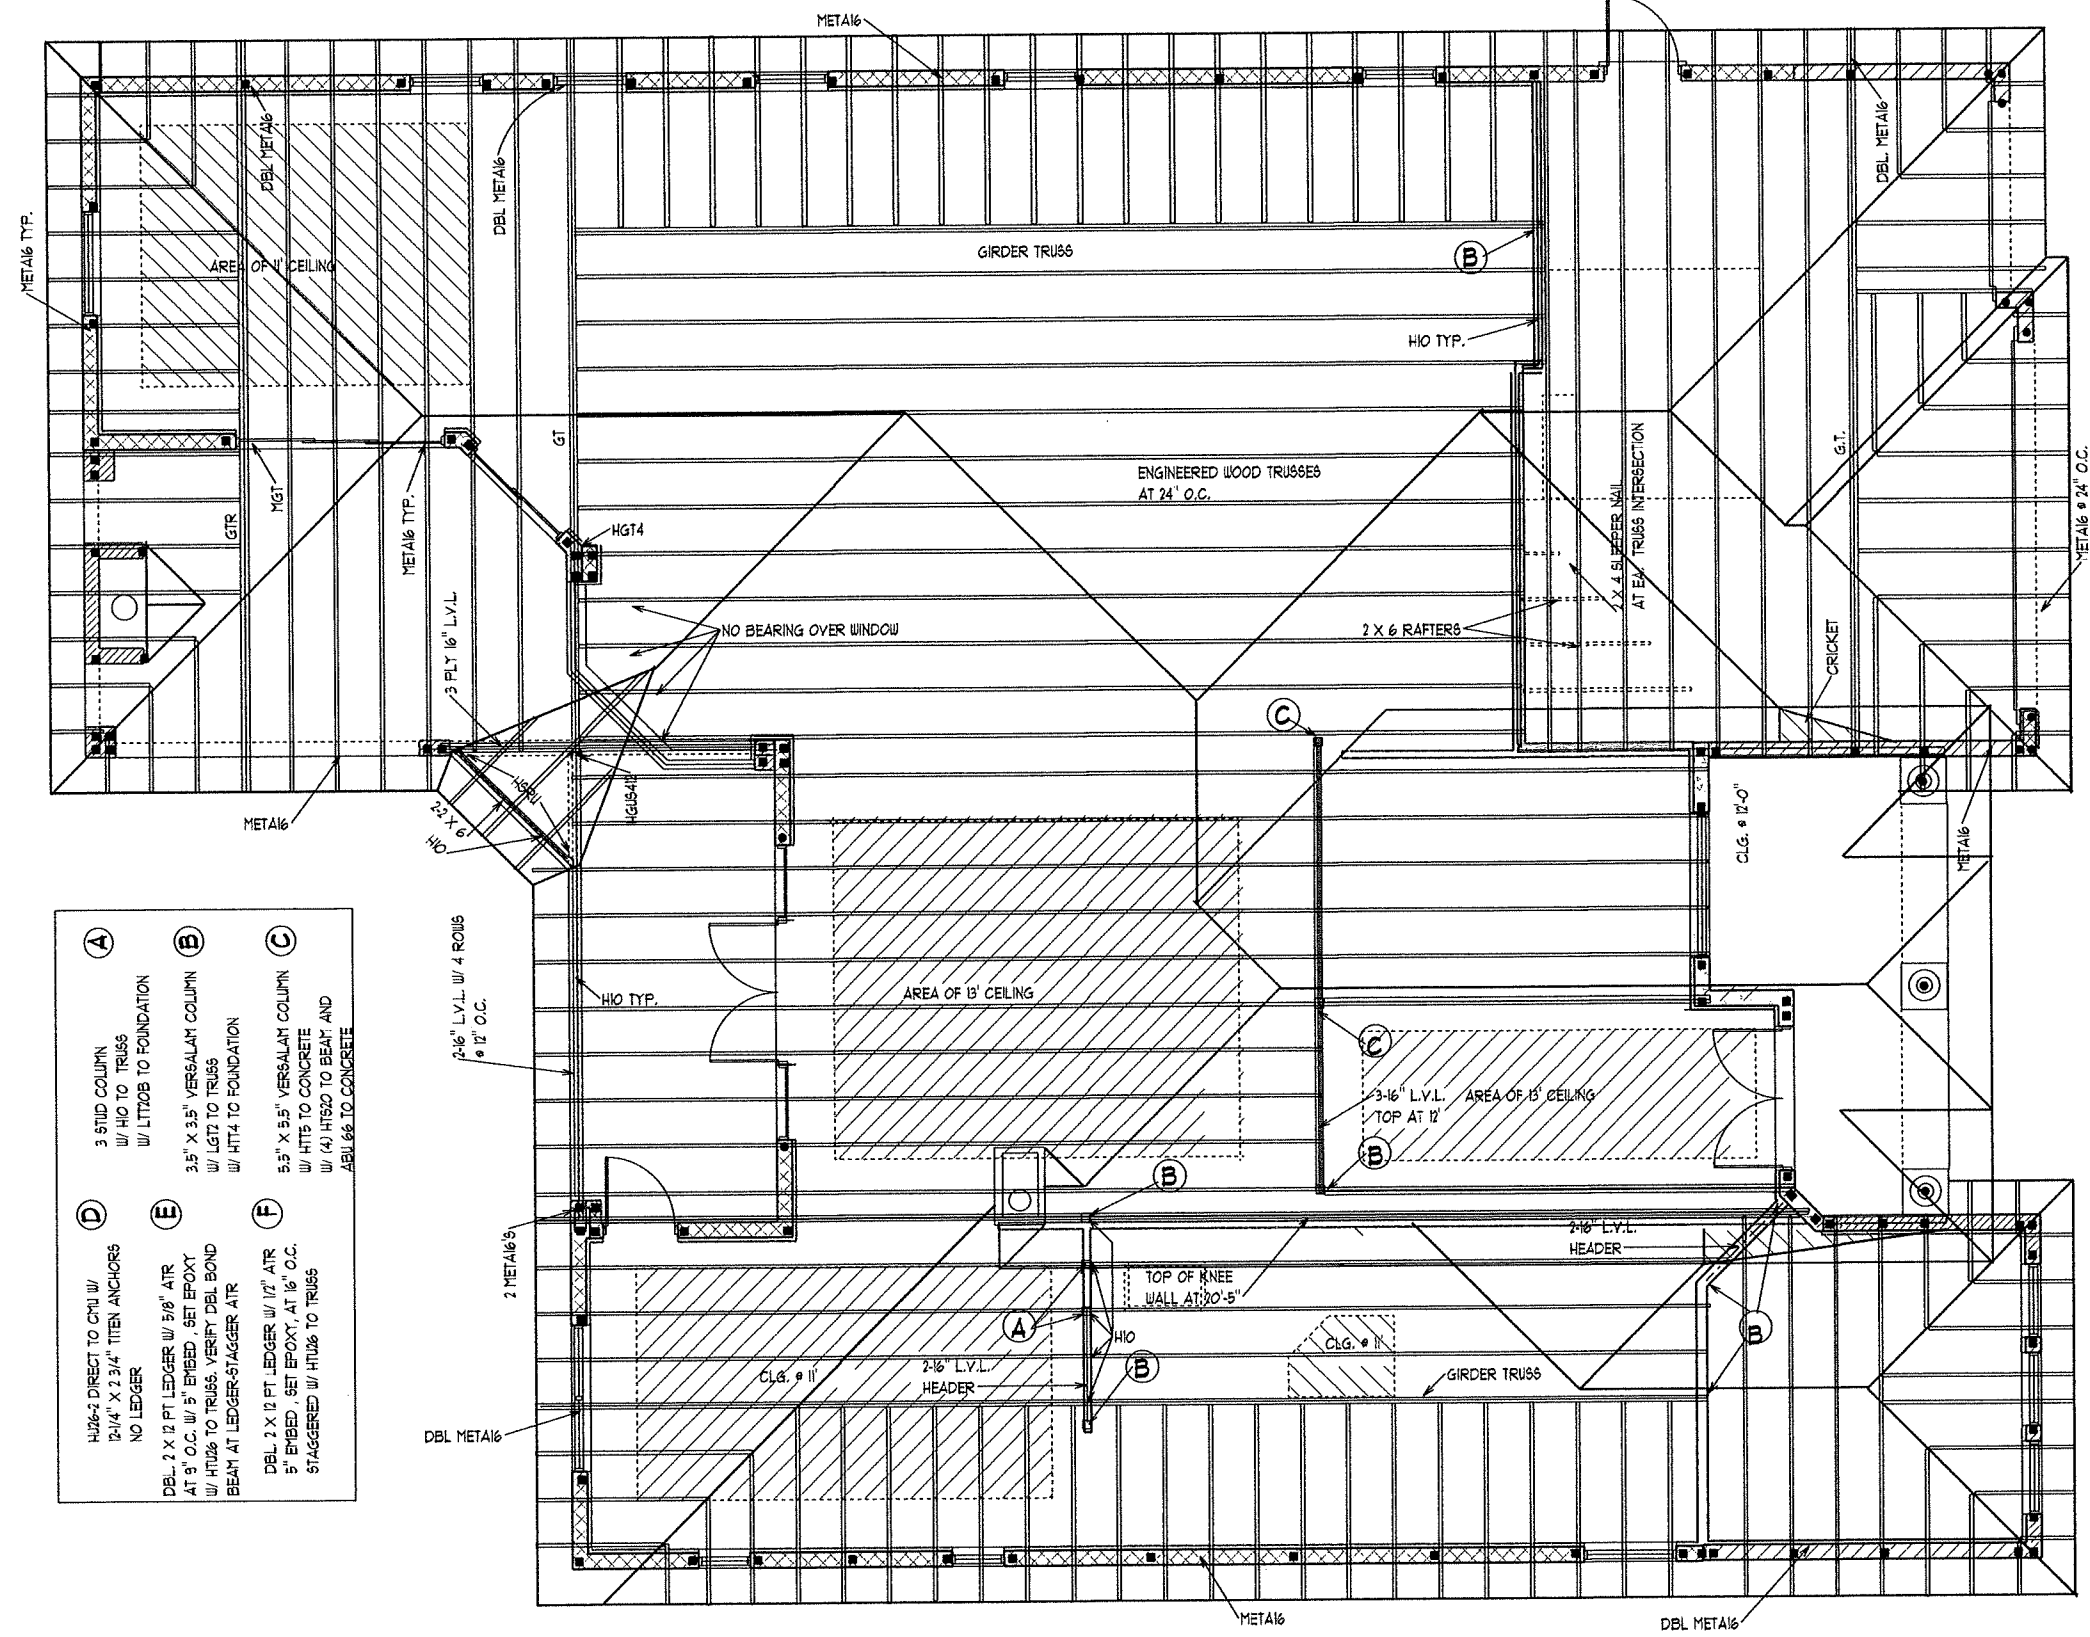 META16
META16 TYP.
DBL META16
DBL META16
DBL. META16
AREA OF 11' CEILING
GIRDER TRUSS
B
H10 TYP.
GT
G.T.
MGT
GTR
META16 TYP.
HGT4
ENGINEERED WOOD TRUSSES
AT 24" O.C.
2 X 4 SLEEPER NAIL
AT EA. TRUSS INTERSECTION
META16 @ 24" O.C.
NO BEARING OVER WINDOW
2 X 6 RAFTERS
CRICKET
3 PLY 16" L.V.L.
C
META16
2-2 X 6
H10
HGUS412
CLG. @ 12'-0"
META16
2-16" L.V.L. W/ 4 ROWS
@ 12" O.C.
H10 TYP.
AREA OF 13' CEILING
C
3-16" L.V.L.
TOP AT 12'
AREA OF 13' CEILING
B
B
A
3 STUD COLUMN
W/ H10 TO TRUSS
W/ LTT20B TO FOUNDATION
B
3.5" X 3.5" VERSALAM COLUMN
W/ LGT2 TO TRUSS
W/ HTT4 TO FOUNDATION
C
5.5" X 5.5" VERSALAM COLUMN
W/ HTT5 TO CONCRETE
W/ (4) HTS20 TO BEAM AND
ABU 66 TO CONCRETE
D
HU26-2 DIRECT TO CMU W/
12-1/4" X 2 3/4" TITEN ANCHORS
NO LEDGER
E
DBL. 2 X 12 PT LEDGER W/ 5/8" ATR
AT 9" O.C. W/ 5" EMBED, SET EPOXY
W/ HTU26 TO TRUSS. VERIFY DBL BOND
BEAM AT LEDGER-STAGGER ATR
F
DBL. 2 X 12 PT LEDGER W/ 1/2" ATR
5" EMBED, SET EPOXY, AT 16" O.C.
STAGGERED W/ HTU26 TO TRUSS
2 META16'S
2-16" L.V.L.
HEADER
TOP OF KNEE
WALL AT 20'-5"
A
H10
B
CLG. @ 11'
B
CLG. @ 11'
2-16" L.V.L.
HEADER
GIRDER TRUSS
DBL META16
META16
DBL META16